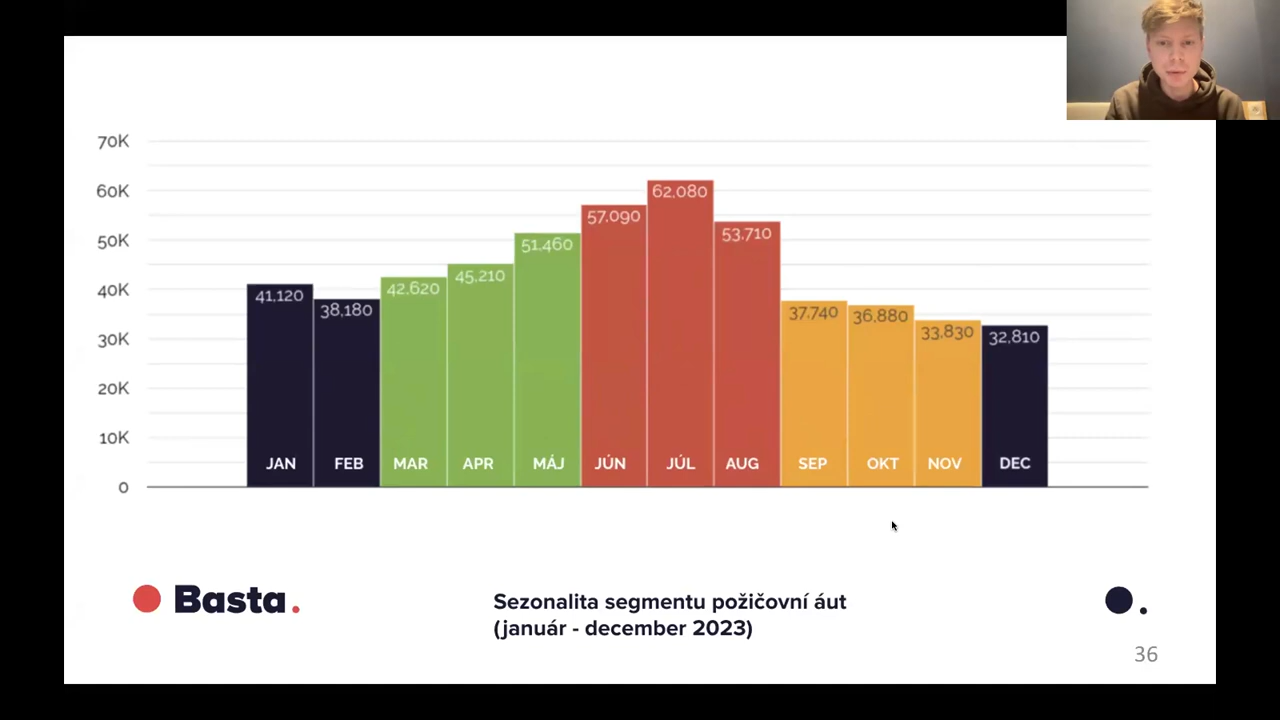 70K
60K
50K
40K
30K
20K
10K
0
41,120
38,180
42,620
45,210
51,460
57,090
62,080
53,710
37,740
36,880
33,830
32,810
JAN FEB MAR APR MÁJ JÚN JÚL AUG SEP OKT NOV DEC
Basta.
Sezonalita segmentu požičovní áut
(január - december 2023)
36